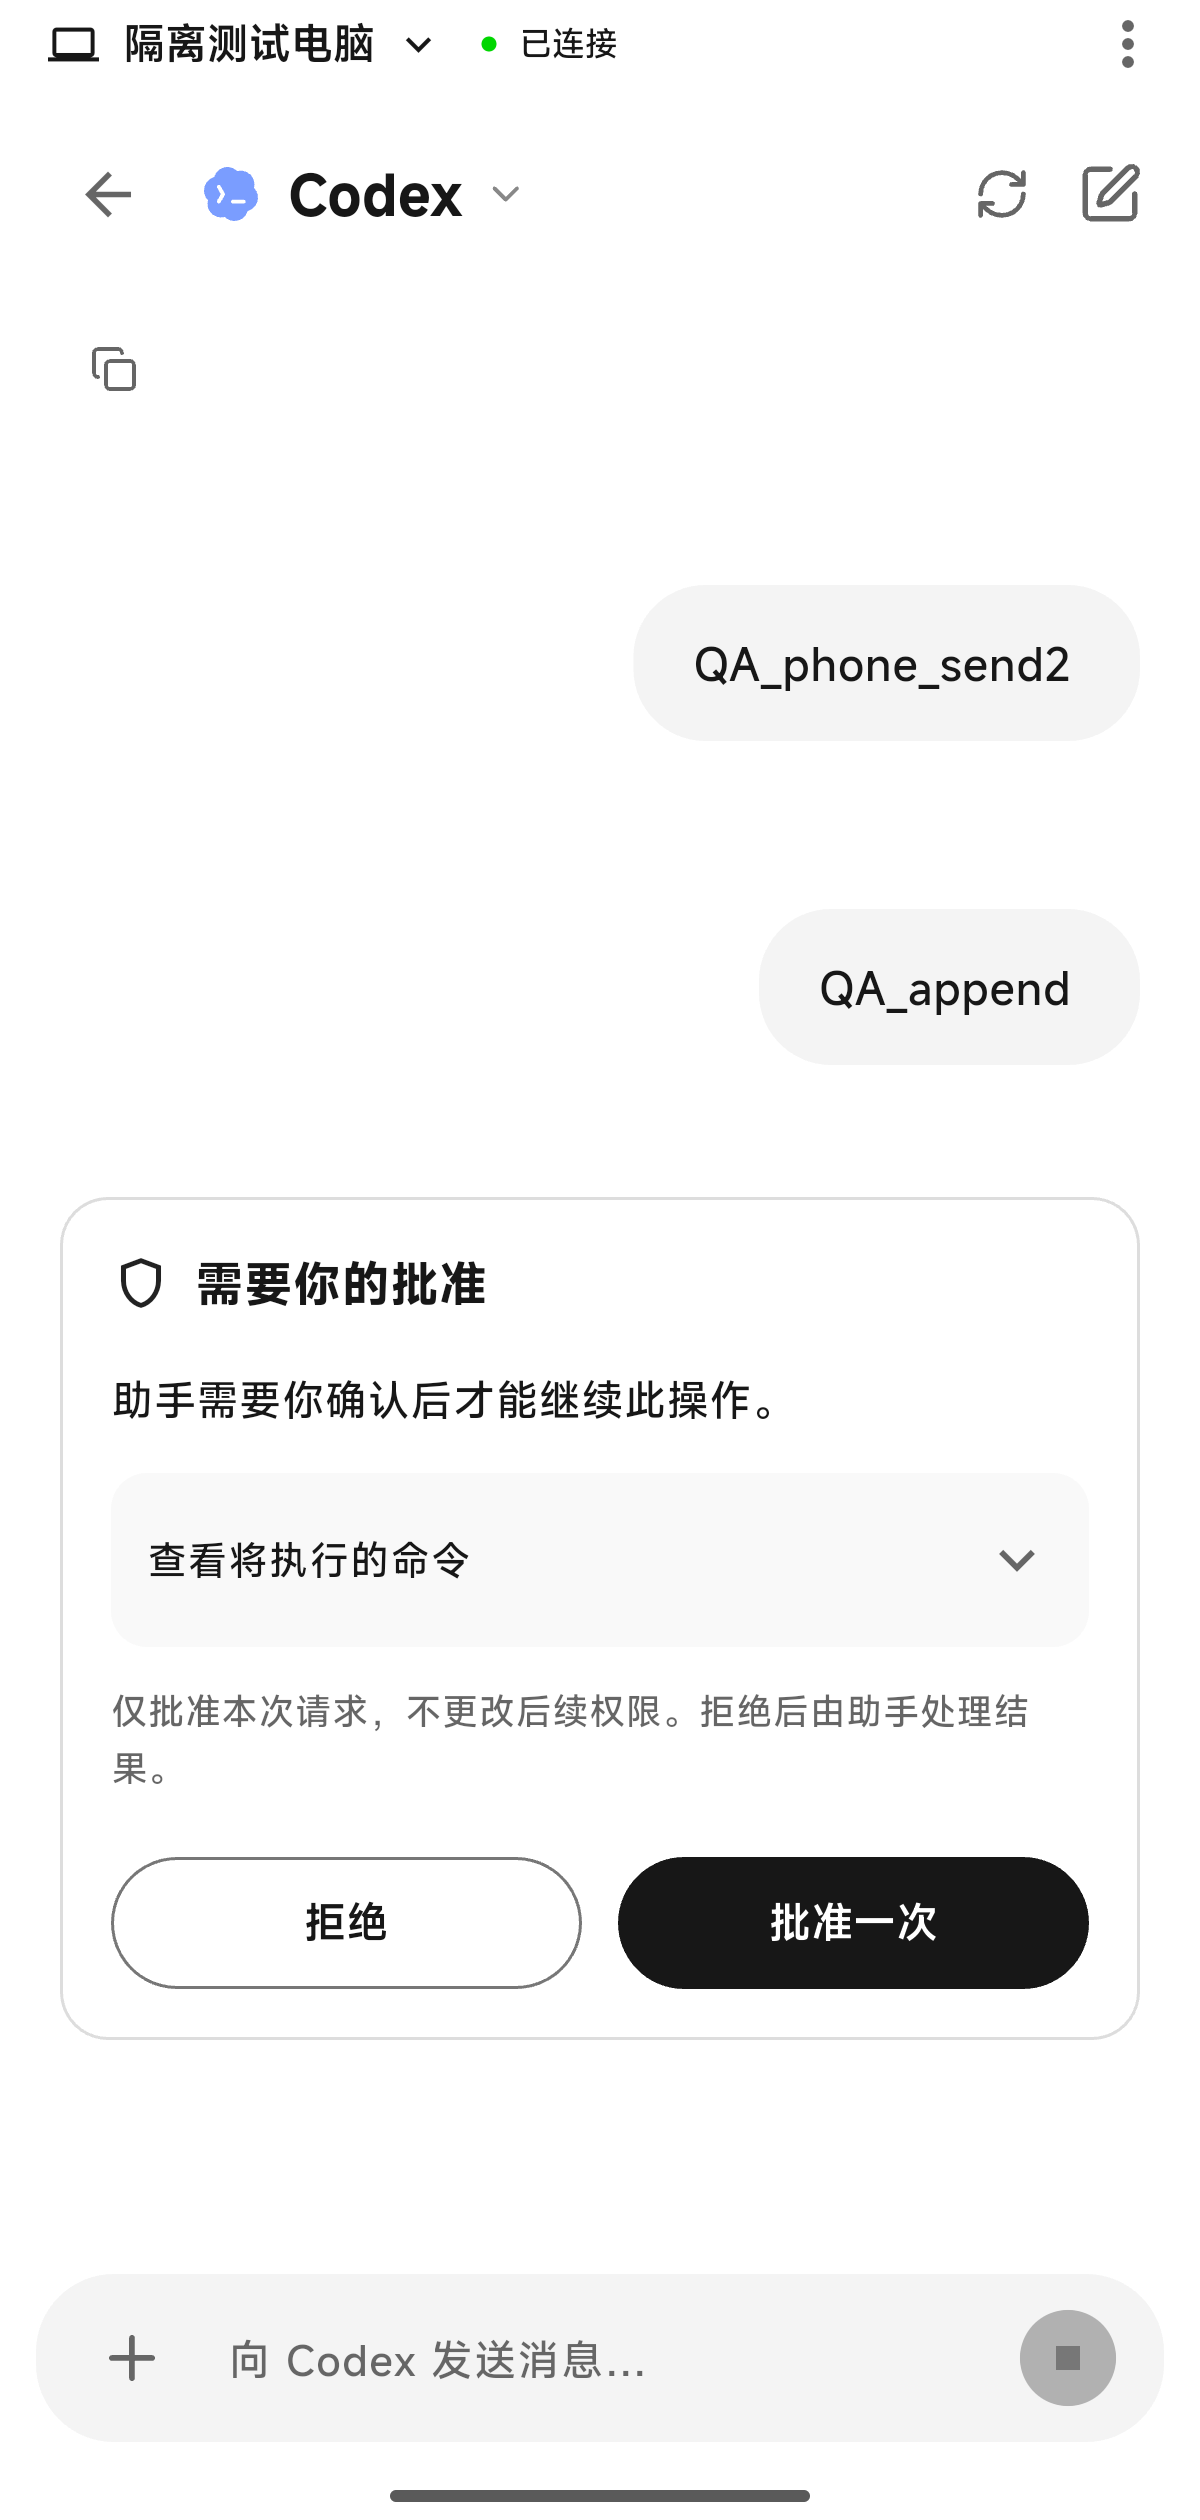 隔离测试电脑 已连接
Codex
QA_phone_send2
QA_append
需要你的批准
助手需要你确认后才能继续此操作。
查看将执行的命令
仅批准本次请求，不更改后续权限。拒绝后由助手处理结
果。
拒绝 批准一次
向 Codex 发送消息...